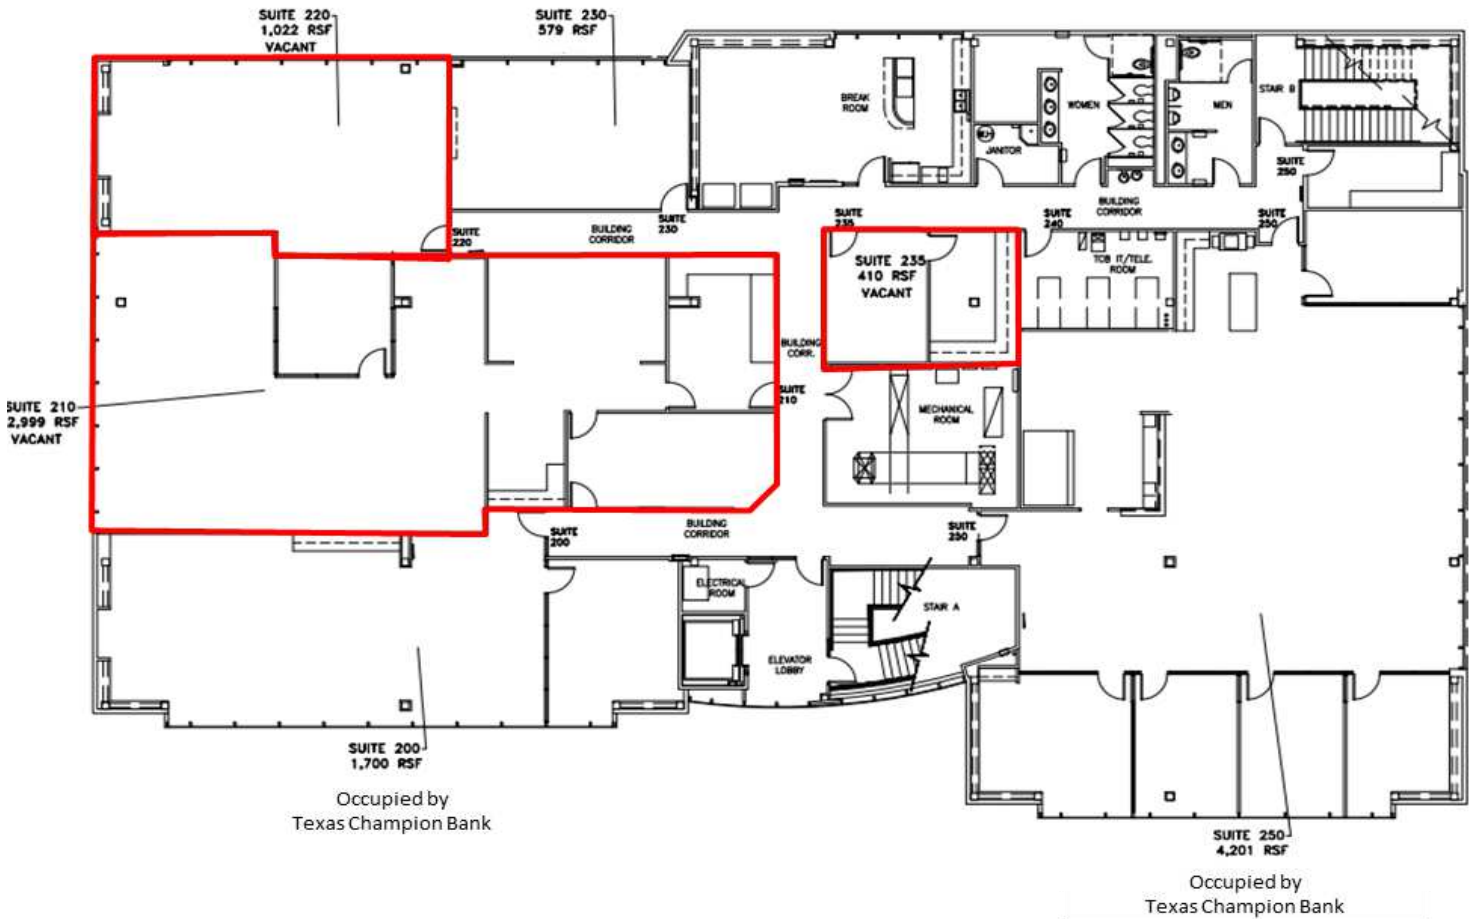 SUITE 220
1,022 RSF
VACANT
SUITE 230
579 RSF
BREAK
ROOM
WOMEN
MEN
STAIR B
JANITOR
WH
SUITE
250
SUITE
220
BUILDING
CORRIDOR
SUITE
230
SUITE
235
BUILDING
CORRIDOR
SUITE
240
SUITE
250
SUITE 235
410 RSF
VACANT
TCB IT/TELE.
ROOM
BUILDING
CORR.
SUITE 210
2,999 RSF
VACANT
SUITE
210
MECHANICAL
ROOM
SUITE
200
BUILDING
CORRIDOR
SUITE
250
ELECTRICAL
ROOM
STAIR A
ELEVATOR
LOBBY
SUITE 200
1,700 RSF
Occupied by
Texas Champion Bank
SUITE 250
4,201 RSF
Occupied by
Texas Champion Bank